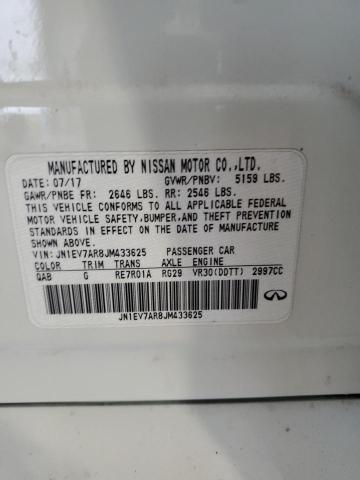 MANUFACTURED BY NISSAN MOTOR CO.,LTD.
DATE: 07/17 GVWR/PNBV: 5159 LBS.
GAWR/PNBE FR: 2646 LBS. RR: 2546 LBS.
THIS VEHICLE CONFORMS TO ALL APPLICABLE FEDERAL
MOTOR VEHICLE SAFETY,BUMPER,AND THEFT PREVENTION
STANDARDS IN EFFECT ON THE DATE OF MANUFACTURE
SHOWN ABOVE.
VIN: JN1EV7AR8JM433625 PASSENGER CAR
COLOR TRIM TRANS AXLE ENGINE
QAB G RE7R01A RG29 VR30(DDTT) 2997CC
JN1EV7AR8JM433625
INFINITI